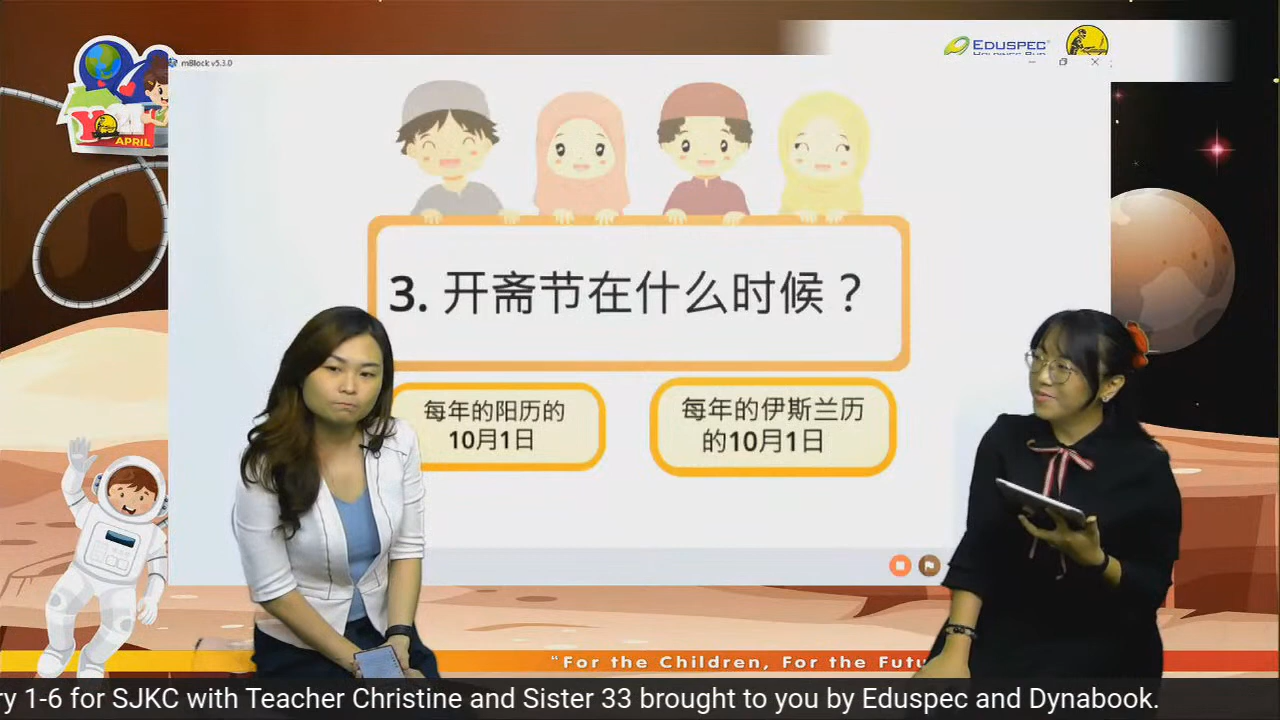 EDUSPEC
mBlock v5.3.0
APRIL
3. 开斋节在什么时候？
每年的阳历的
10月1日
每年的伊斯兰历
的10月1日
"For the Children, For the Futu
ry 1-6 for SJKC with Teacher Christine and Sister 33 brought to you by Eduspec and Dynabook.